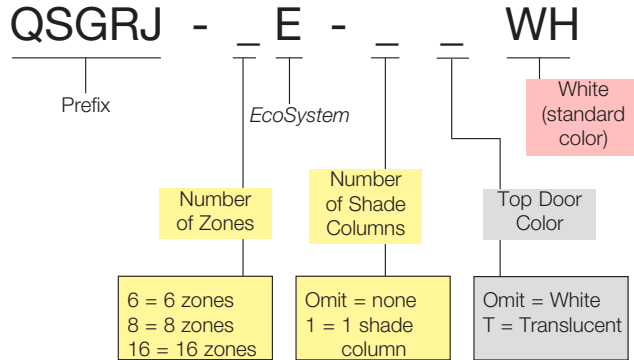 QSGRJ - _ E - _ _ WH
Prefix
EcoSystem
White
(standard
color)
Number
of Zones
Number
of Shade
Columns
Top Door
Color
6 = 6 zones
8 = 8 zones
16 = 16 zones
Omit = none
1 = 1 shade
column
Omit = White
T = Translucent